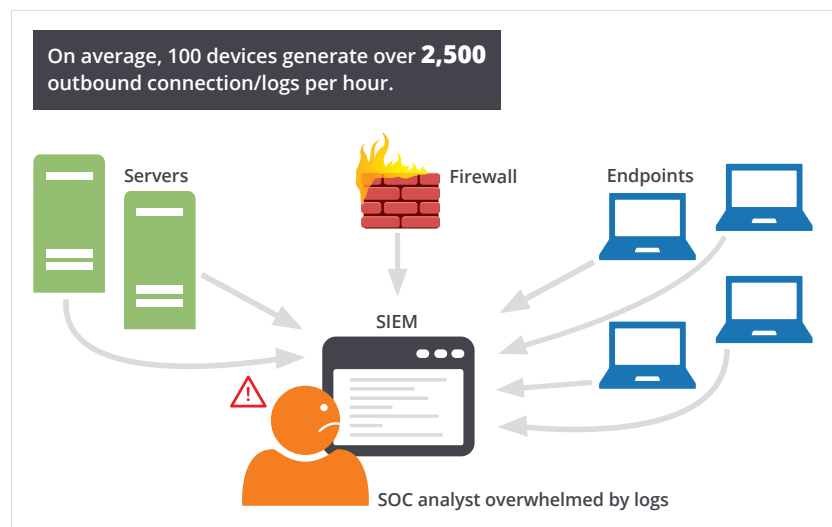 On average, 100 devices generate over 2,500
outbound connection/logs per hour.
Servers
Firewall
Endpoints
SIEM
SOC analyst overwhelmed by logs